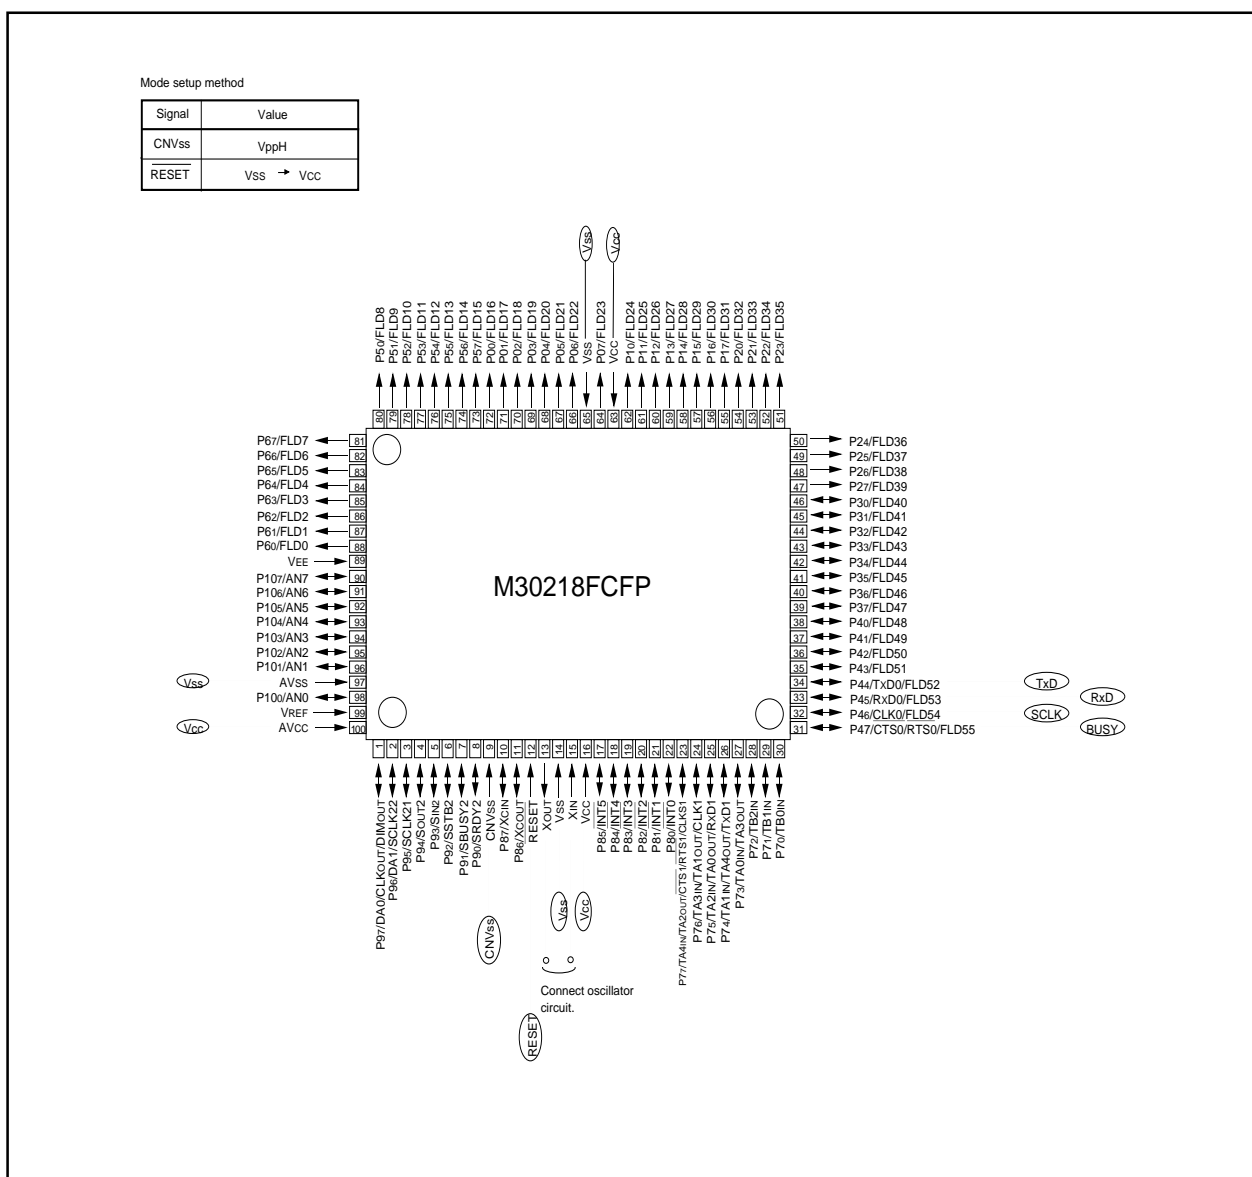 Mode setup method
Signal Value
CNVss VppH
RESET Vss → Vcc
Vss
Vcc
P50/FLD8
P51/FLD9
P52/FLD10
P53/FLD11
P54/FLD12
P55/FLD13
P56/FLD14
P57/FLD15
P00/FLD16
P01/FLD17
P02/FLD18
P03/FLD19
P04/FLD20
P05/FLD21
P06/FLD22
VSS
P07/FLD23
VCC
P10/FLD24
P11/FLD25
P12/FLD26
P13/FLD27
P14/FLD28
P15/FLD29
P16/FLD30
P17/FLD31
P20/FLD32
P21/FLD33
P22/FLD34
P23/FLD35
80 79 78 77 76 75 74 73 72 71 70 69 68 67 66 65 64 63 62 61 60 59 58 57 56 55 54 53 52 51
P67/FLD7 81
P66/FLD6 82
P65/FLD5 83
P64/FLD4 84
P63/FLD3 85
P62/FLD2 86
P61/FLD1 87
P60/FLD0 88
VEE 89
P107/AN7 90
P106/AN6 91
P105/AN5 92
P104/AN4 93
P103/AN3 94
P102/AN2 95
P101/AN1 96
Vss AVSS 97
P100/AN0 98
VREF 99
Vcc AVCC 100
M30218FCFP
50 P24/FLD36
49 P25/FLD37
48 P26/FLD38
47 P27/FLD39
46 P30/FLD40
45 P31/FLD41
44 P32/FLD42
43 P33/FLD43
42 P34/FLD44
41 P35/FLD45
40 P36/FLD46
39 P37/FLD47
38 P40/FLD48
37 P41/FLD49
36 P42/FLD50
35 P43/FLD51
34 P44/TXD0/FLD52 TxD
33 P45/RXD0/FLD53 RxD
32 P46/CLK0/FLD54 SCLK
31 P47/CTS0/RTS0/FLD55 BUSY
1 2 3 4 5 6 7 8 9 10 11 12 13 14 15 16 17 18 19 20 21 22 23 24 25 26 27 28 29 30
P97/DA0/CLKOUT/DIMOUT
P96/DA1/SCLK22
P95/SCLK21
P94/SOUT2
P93/SIN2
P92/SSTB2
P91/SBUSY2
P90/SRDY2
CNVSS
P87/XCIN
P86/XCOUT
RESET
XOUT
VSS
XIN
VCC
P85/INT5
P84/INT4
P83/INT3
P82/INT2
P81/INT1
P80/INT0
P77/TA4IN/TA2OUT/CTS1/RTS1/CLKS1
P76/TA3IN/TA1OUT/CLK1
P75/TA2IN/TA0OUT/RXD1
P74/TA1IN/TA4OUT/TXD1
P73/TA0IN/TA3OUT
P72/TB2IN
P71/TB1IN
P70/TB0IN
CNVss
Vss
Vcc
Connect oscillator
circuit.
RESET